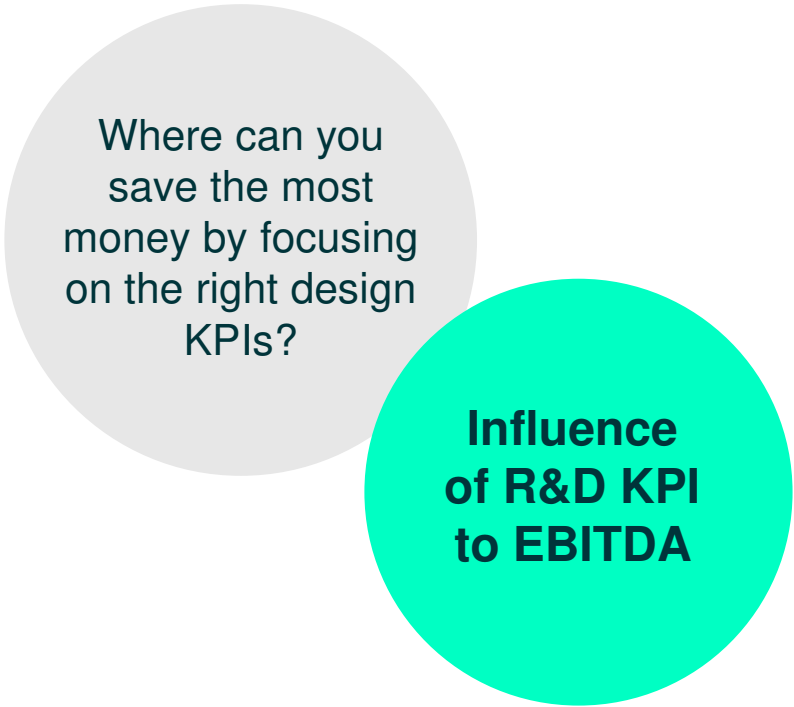 Where can you
save the most
money by focusing
on the right design
KPIs?
Influence
of R&D KPI
to EBITDA